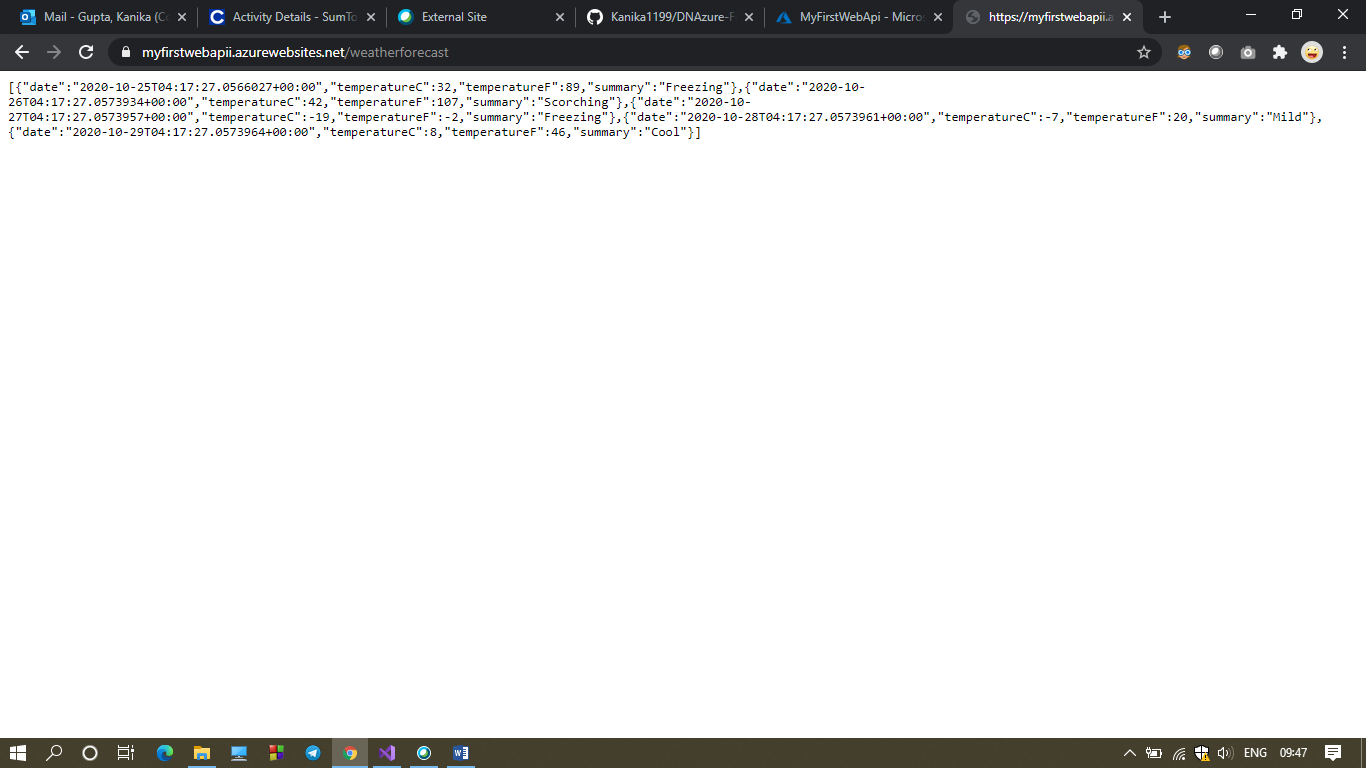 Mail - Gupta, Kanika (Co
Activity Details - SumTo
External Site
Kanika1199/DNAzure-F
MyFirstWebApi - Micros
https://myfirstwebapii.a
myfirstwebapii.azurewebsites.net/weatherforecast
[{"date":"2020-10-25T04:17:27.0566027+00:00","temperatureC":32,"temperatureF":89,"summary":"Freezing"},{"date":"2020-10-
26T04:17:27.0573934+00:00","temperatureC":42,"temperatureF":107,"summary":"Scorching"},{"date":"2020-10-
27T04:17:27.0573957+00:00","temperatureC":-19,"temperatureF":-2,"summary":"Freezing"},{"date":"2020-10-28T04:17:27.0573961+00:00","temperatureC":-7,"temperatureF":20,"summary":"Mild"},
{"date":"2020-10-29T04:17:27.0573964+00:00","temperatureC":8,"temperatureF":46,"summary":"Cool"}]
ENG
09:47